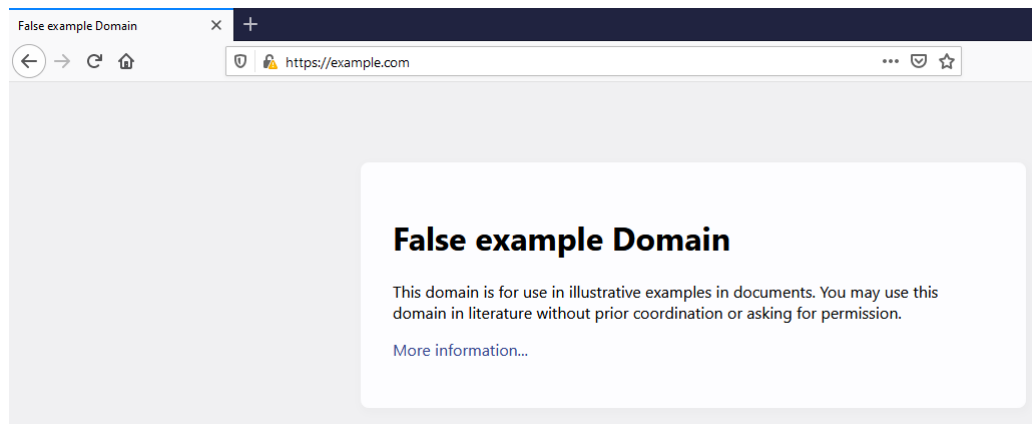 False example Domain
https://example.com
False example Domain
This domain is for use in illustrative examples in documents. You may use this
domain in literature without prior coordination or asking for permission.
More information...